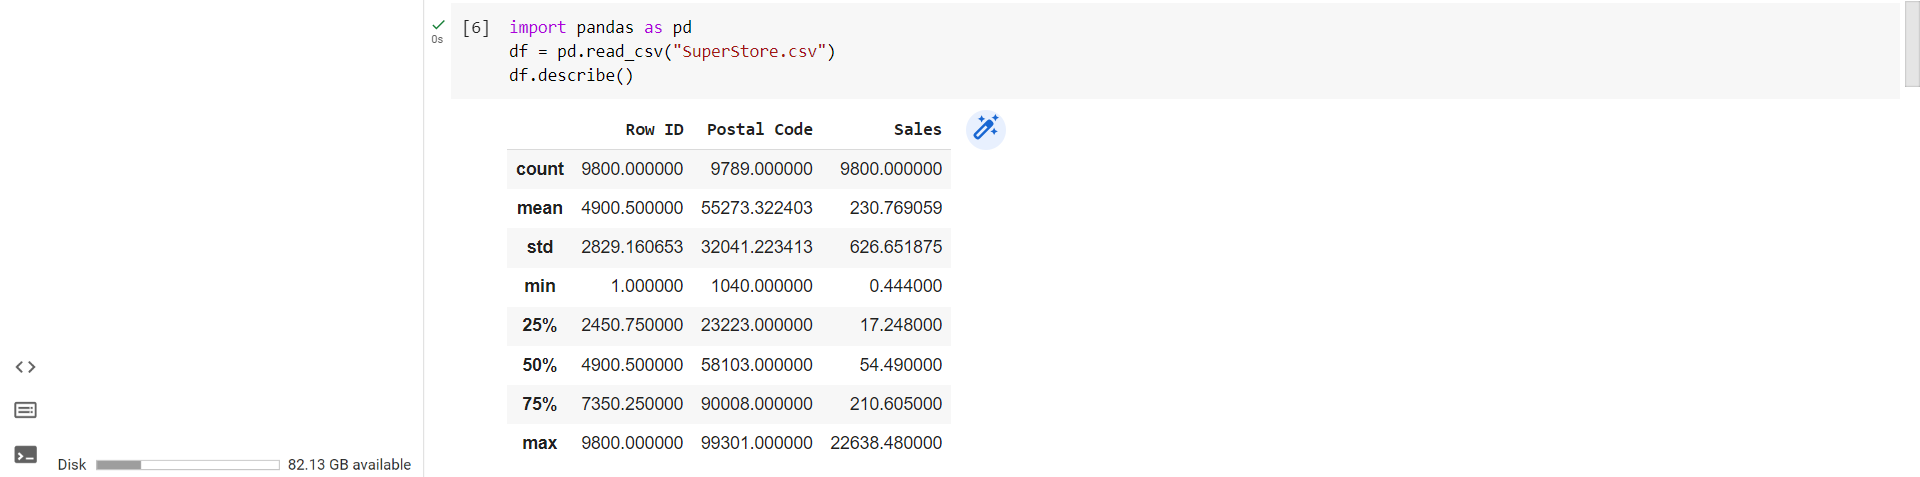 [6] import pandas as pd
0s
df = pd.read_csv("SuperStore.csv")
df.describe()
Row ID Postal Code Sales
count 9800.000000 9789.000000 9800.000000
mean 4900.500000 55273.322403 230.769059
std 2829.160653 32041.223413 626.651875
min 1.000000 1040.000000 0.444000
25% 2450.750000 23223.000000 17.248000
50% 4900.500000 58103.000000 54.490000
75% 7350.250000 90008.000000 210.605000
max 9800.000000 99301.000000 22638.480000
Disk 82.13 GB available